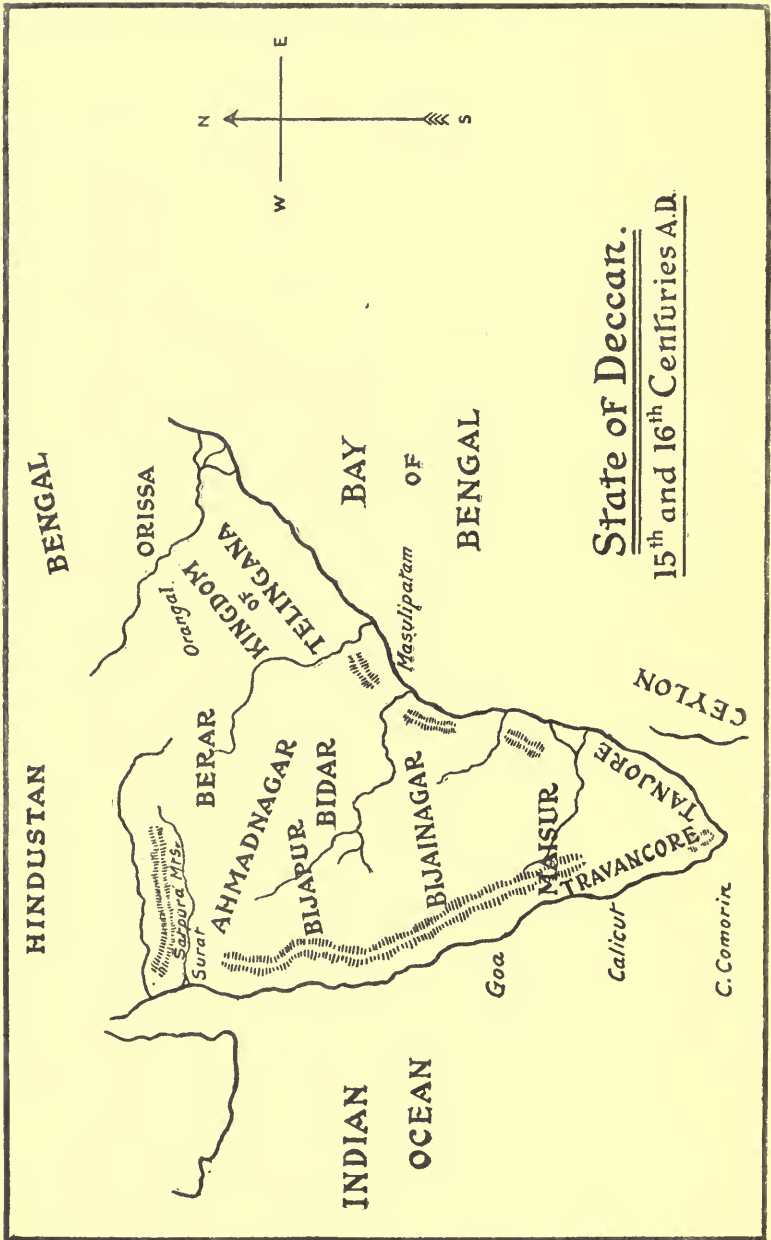 N
W
E
S
HINDUSTAN
BENGAL
ORISSA
Satpura Mts.
Surat
BERAR
Orangal.
KINGDOM
OF
TELINGANA
AHMADNAGAR
BIDAR
BIJAPUR
BAY
OF
BENGAL
Masulipatam
INDIAN
OCEAN
BIJAINAGAR
Goa
MAISUR
Calicut
TRAVANCORE
TANJORE
CEYLON
C. Comorin
State of Deccan.
15th and 16th Centuries A.D.